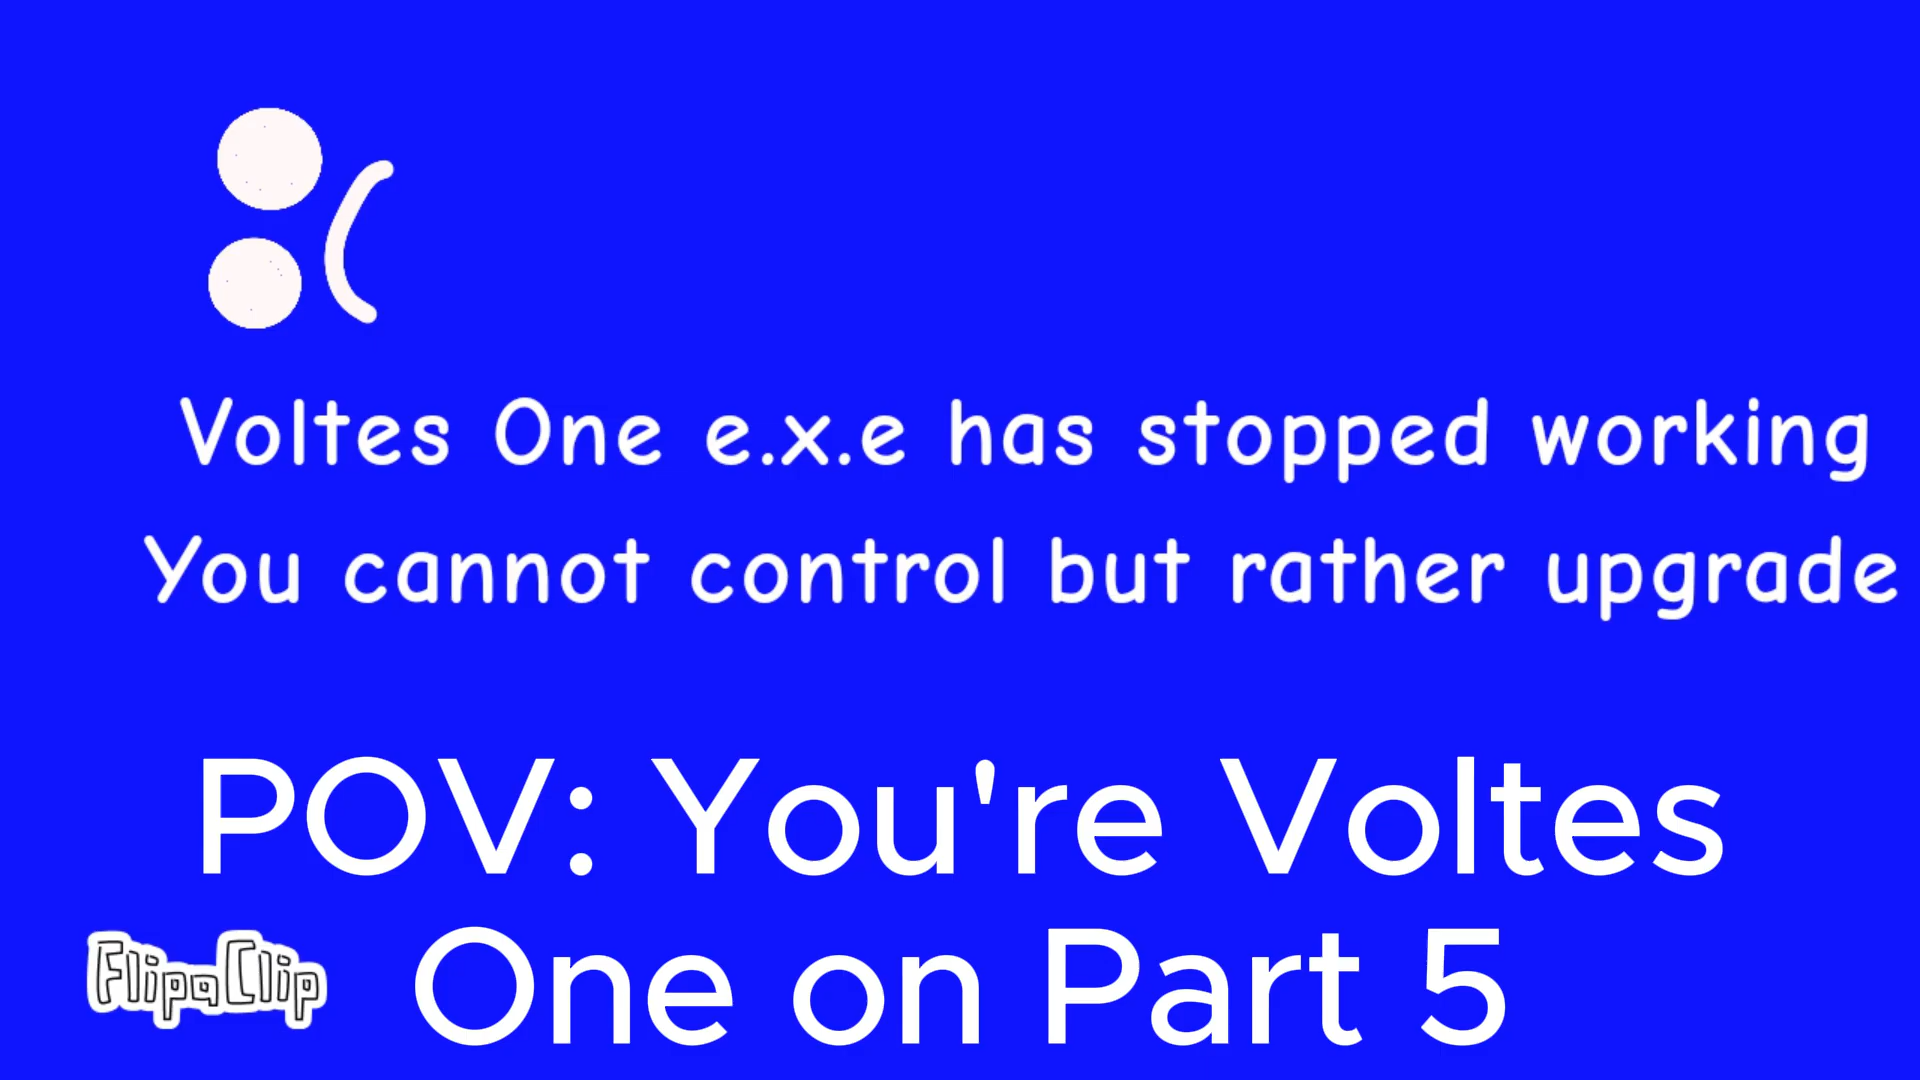 :(
Voltes One e.x.e has stopped working
You cannot control but rather upgrade
POV: You're Voltes
One on Part 5
FlipaClip